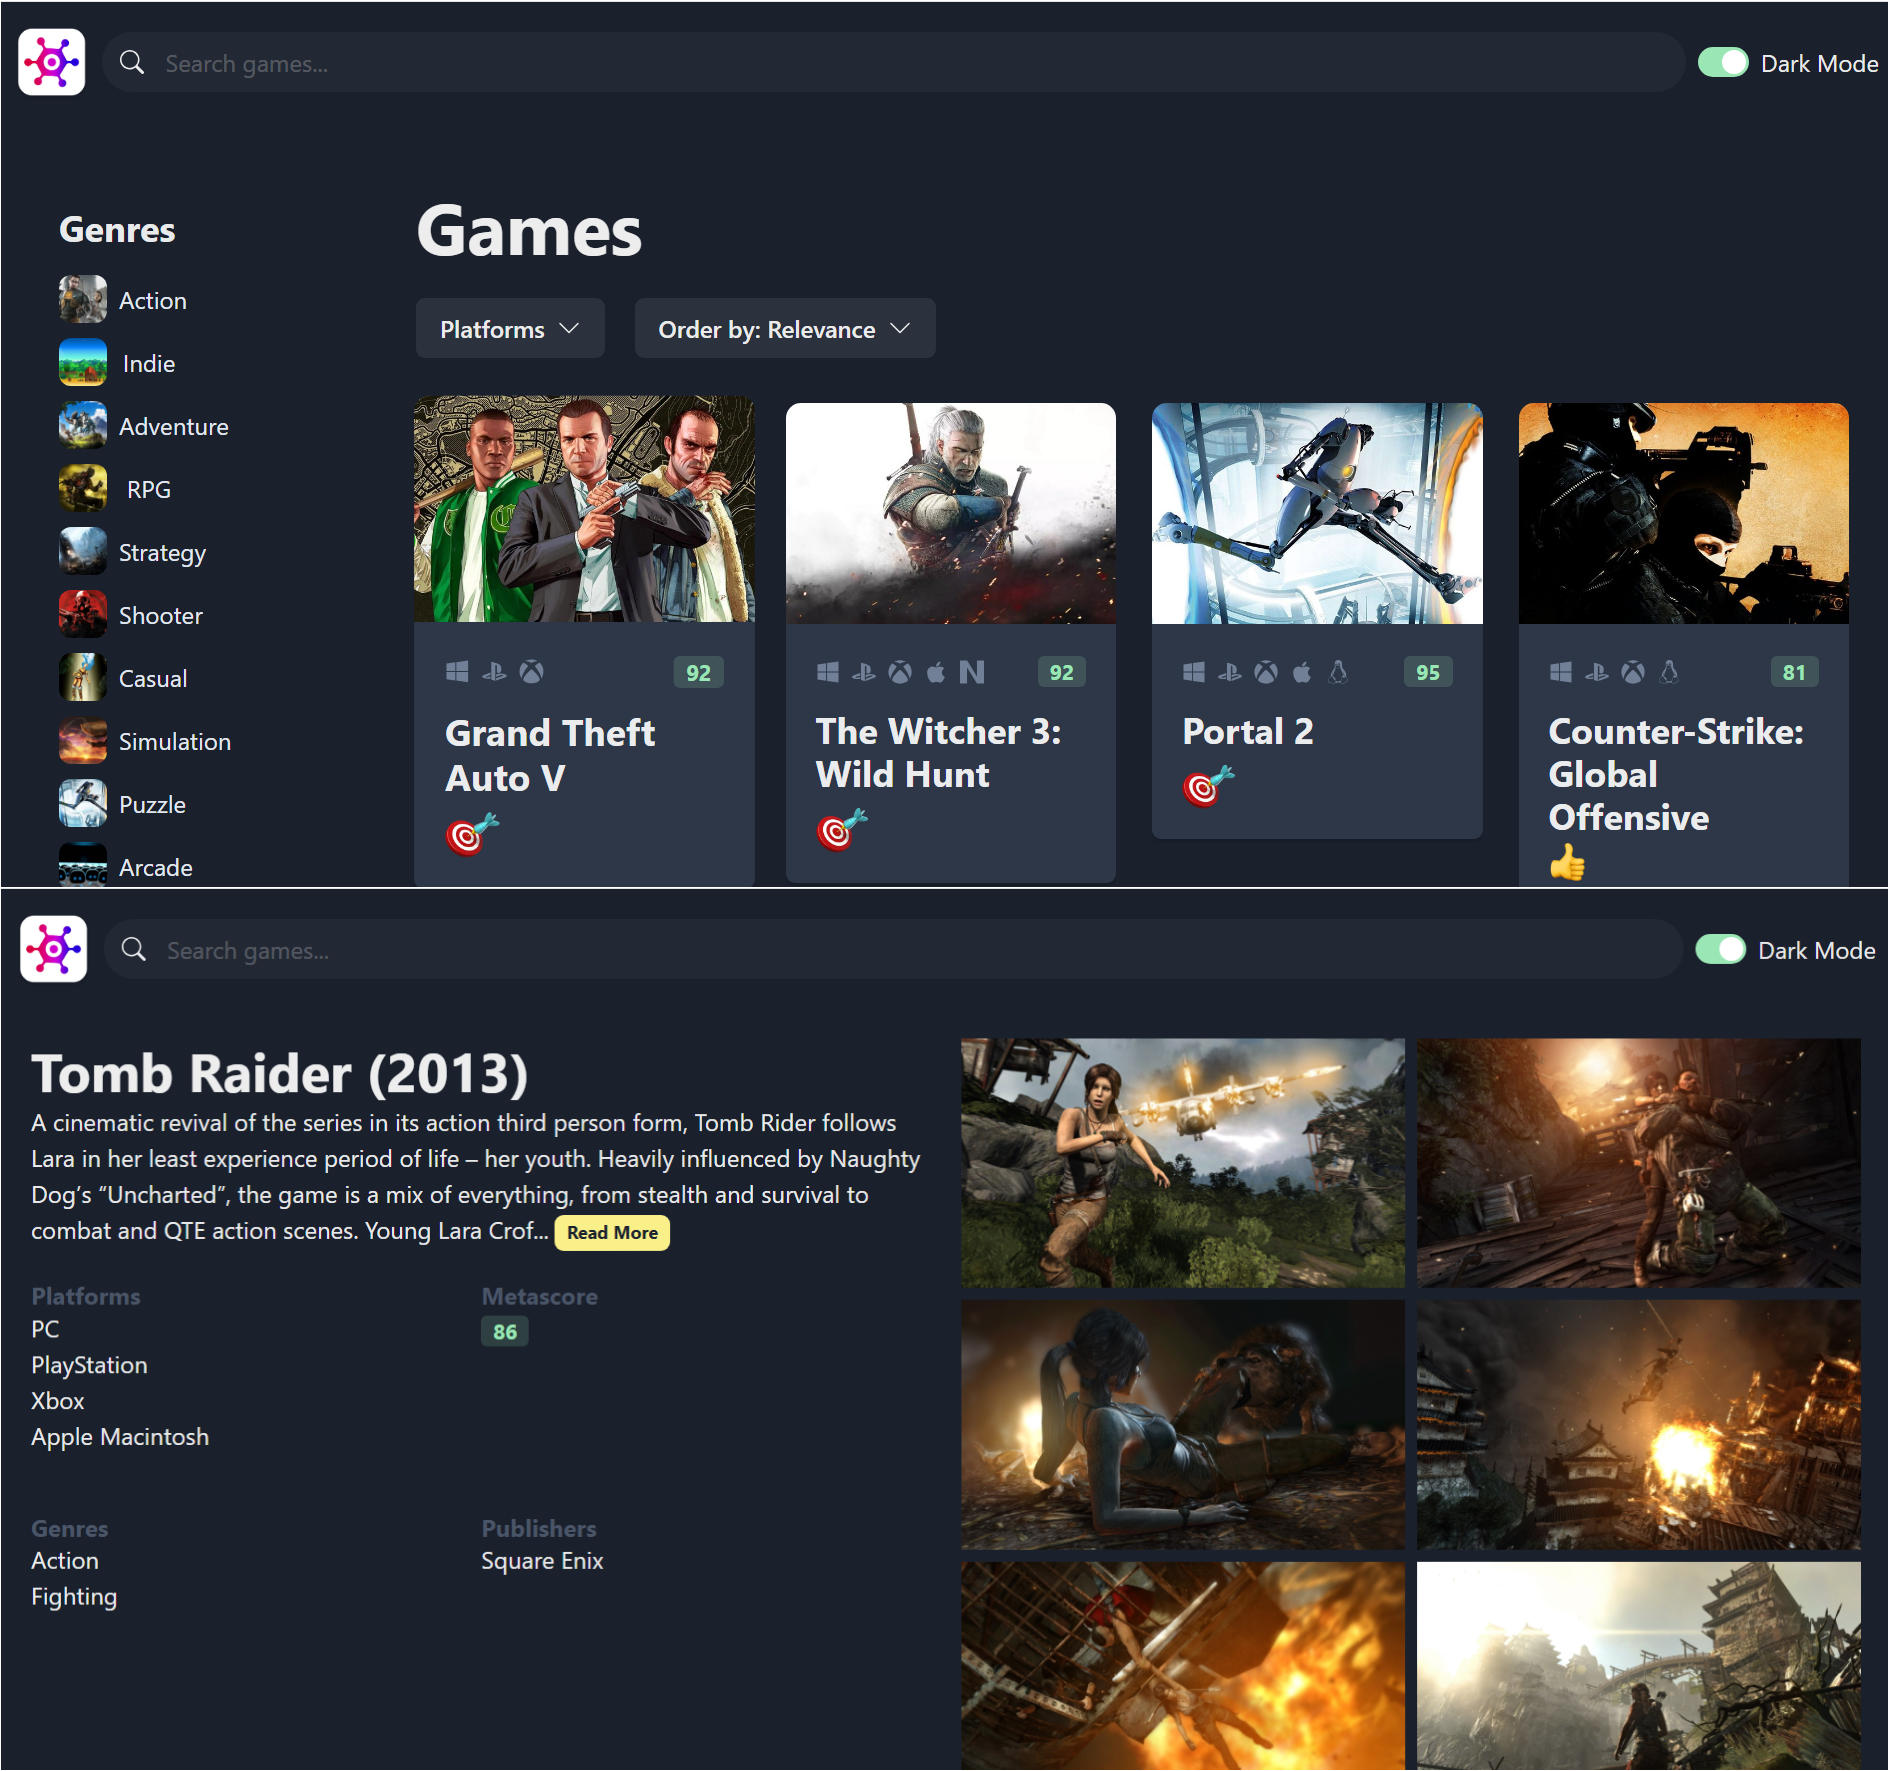 Search games...
Dark Mode
Genres
Action
Indie
Adventure
RPG
Strategy
Shooter
Casual
Simulation
Puzzle
Arcade
Games
Platforms
Order by: Relevance
92
Grand Theft
Auto V
92
The Witcher 3:
Wild Hunt
95
Portal 2
81
Counter-Strike:
Global
Offensive
Search games...
Dark Mode
Tomb Raider (2013)
A cinematic revival of the series in its action third person form, Tomb Rider follows
Lara in her least experience period of life – her youth. Heavily influenced by Naughty
Dog’s “Uncharted”, the game is a mix of everything, from stealth and survival to
combat and QTE action scenes. Young Lara Crof... Read More
Platforms
PC
PlayStation
Xbox
Apple Macintosh
Metascore
86
Genres
Action
Fighting
Publishers
Square Enix